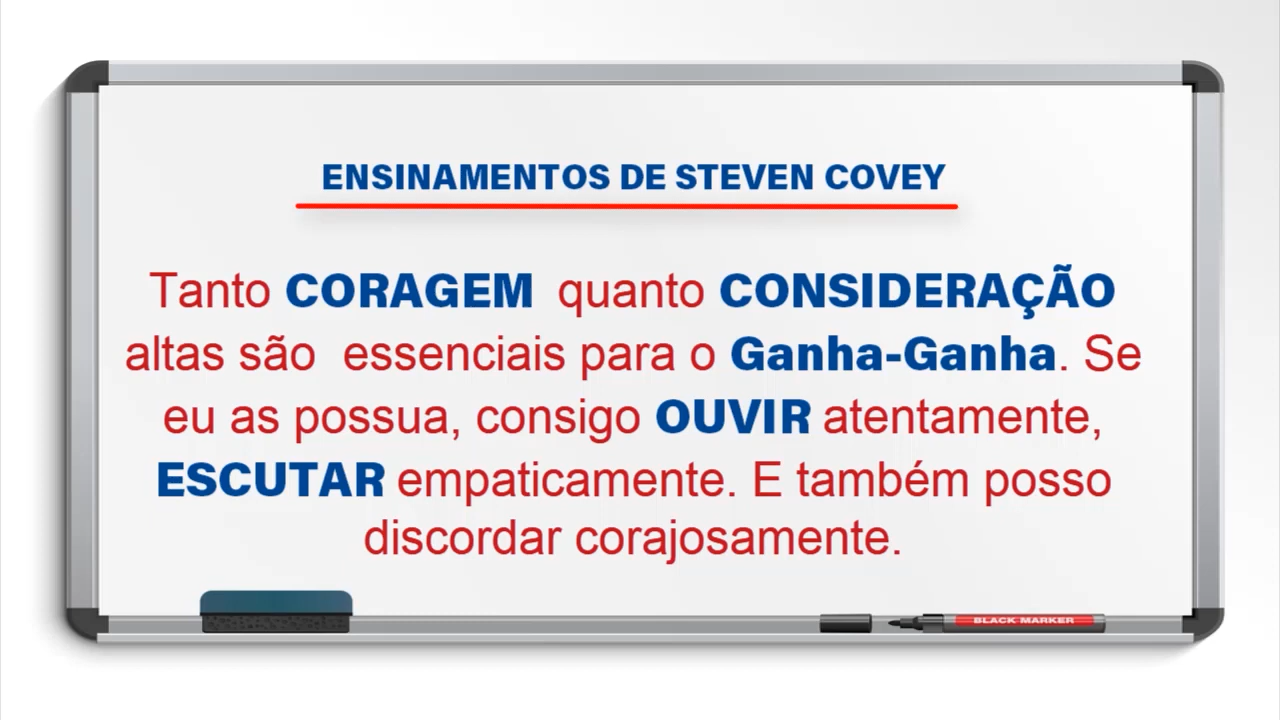 ENSINAMENTOS DE STEVEN COVEY
Tanto CORAGEM quanto CONSIDERAÇÃO
altas são essenciais para o Ganha-Ganha. Se
eu as possua, consigo OUVIR atentamente,
ESCUTAR empaticamente. E também posso
discordar corajosamente.
BLACK MARKER